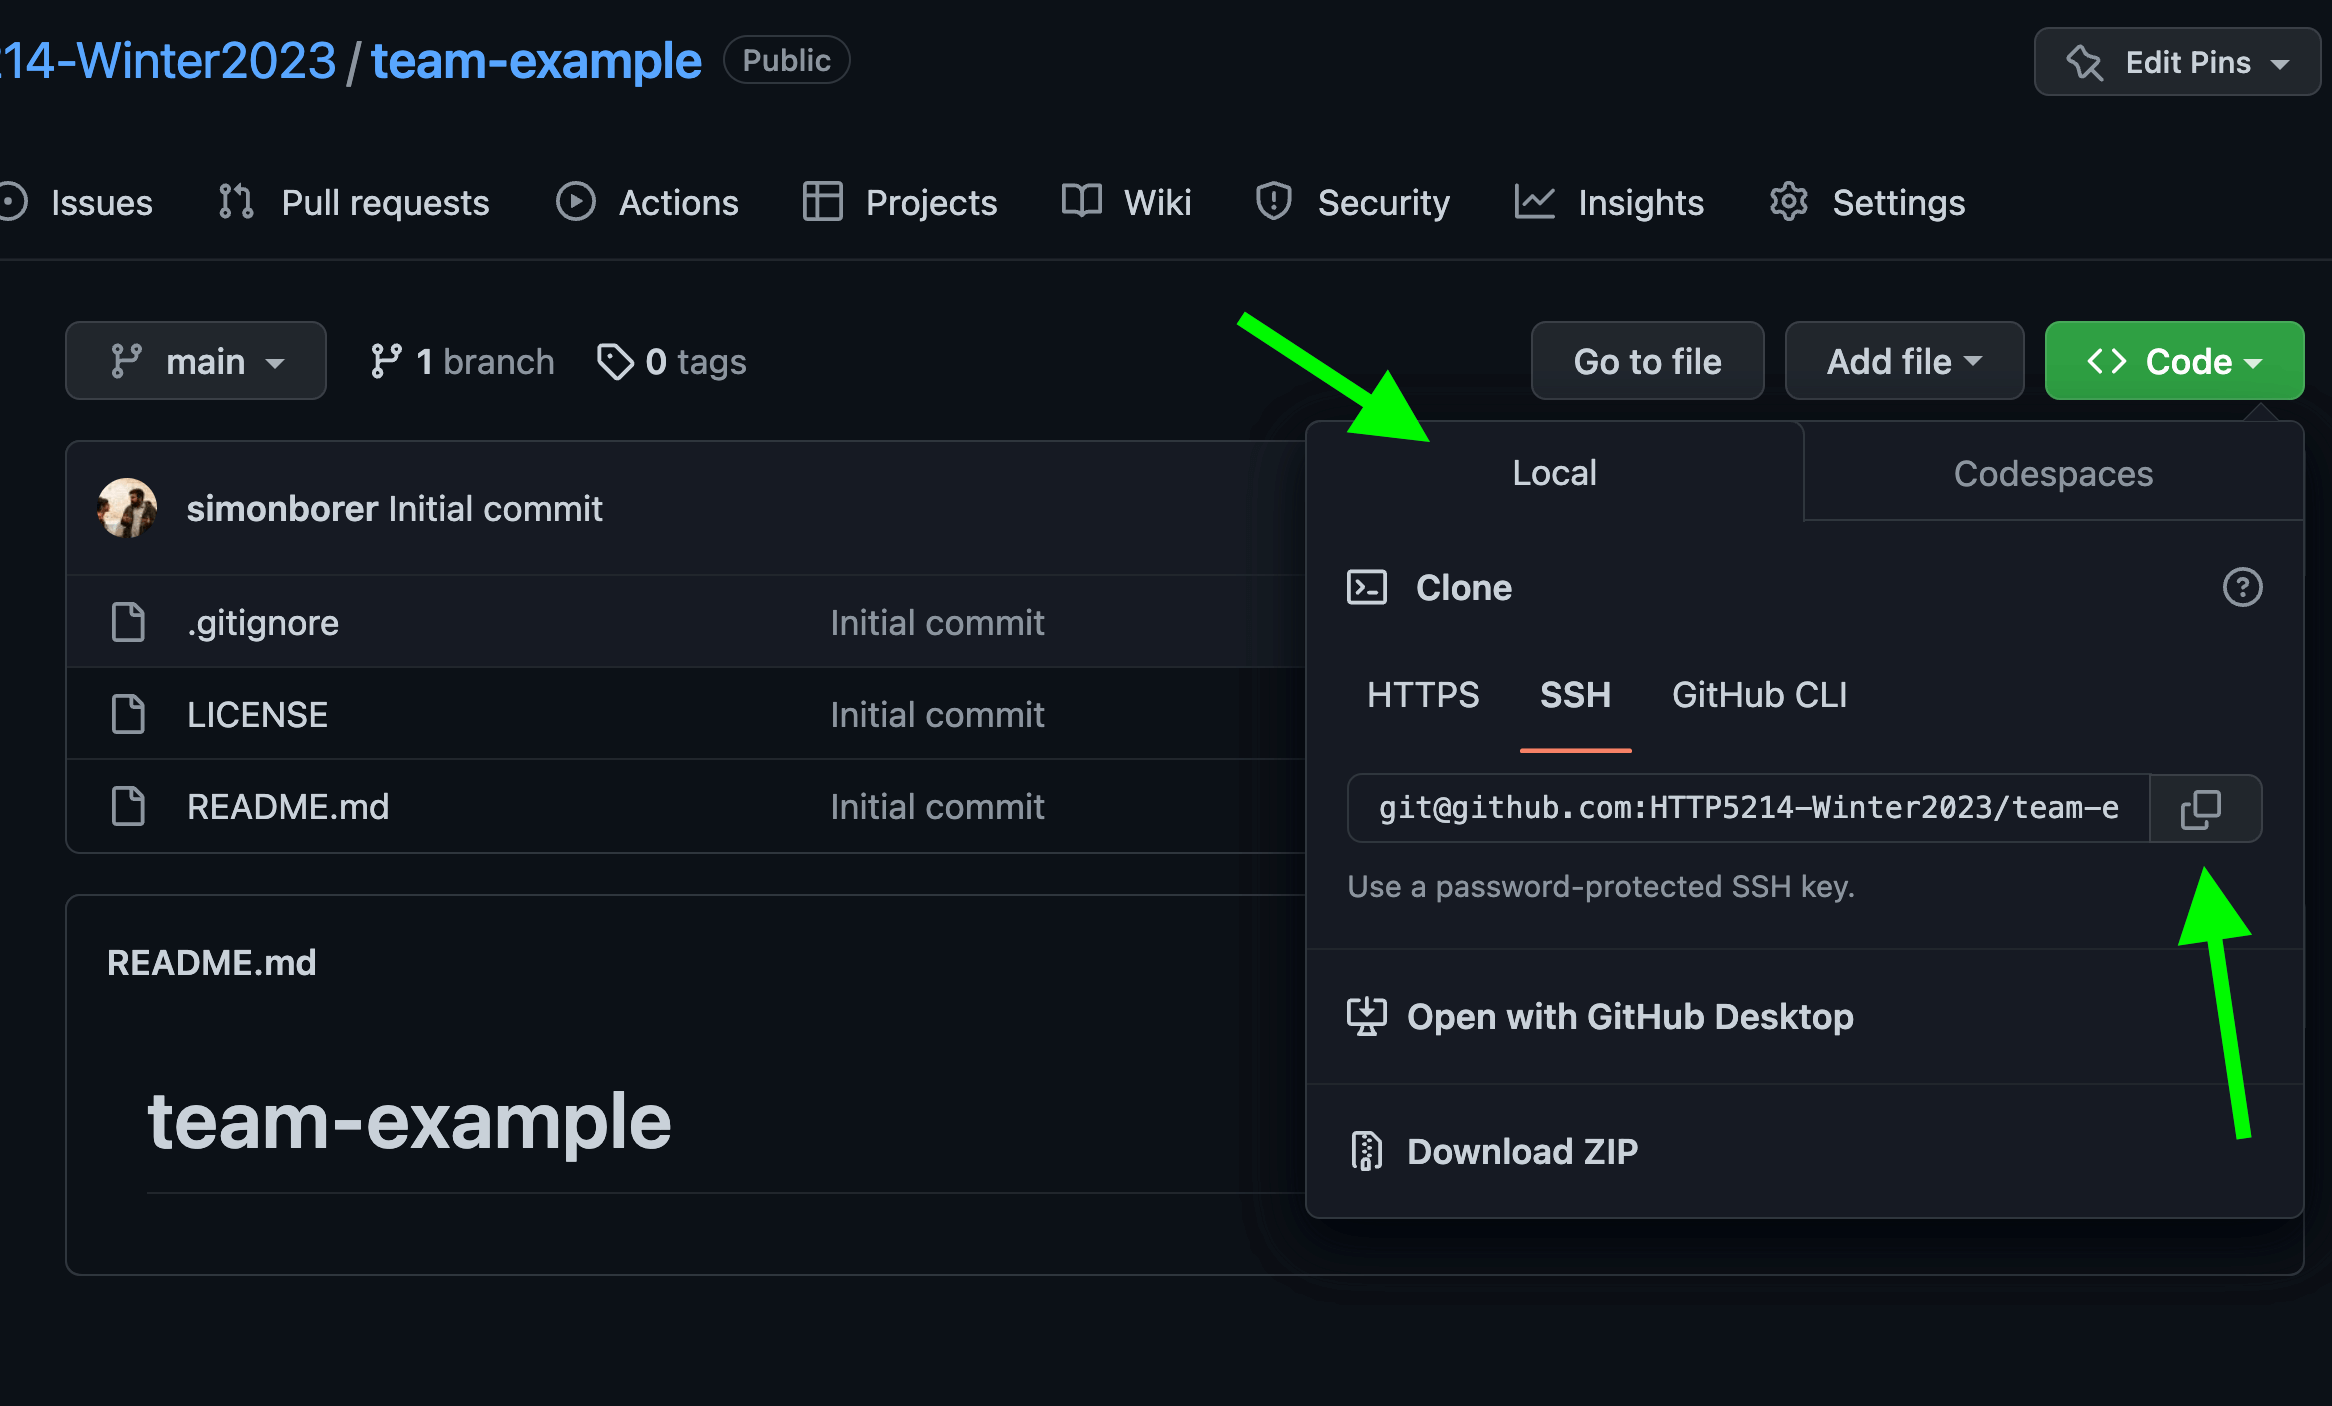 14-Winter2023 / team-example Public Edit Pins
Issues Pull requests Actions Projects Wiki Security Insights Settings
main 1 branch 0 tags Go to file Add file <> Code
Local Codespaces
simonborer Initial commit
Clone
.gitignore Initial commit
HTTPS SSH GitHub CLI
LICENSE Initial commit
README.md Initial commit
git@github.com:HTTP5214-Winter2023/team-e
Use a password-protected SSH key.
README.md
Open with GitHub Desktop
team-example
Download ZIP